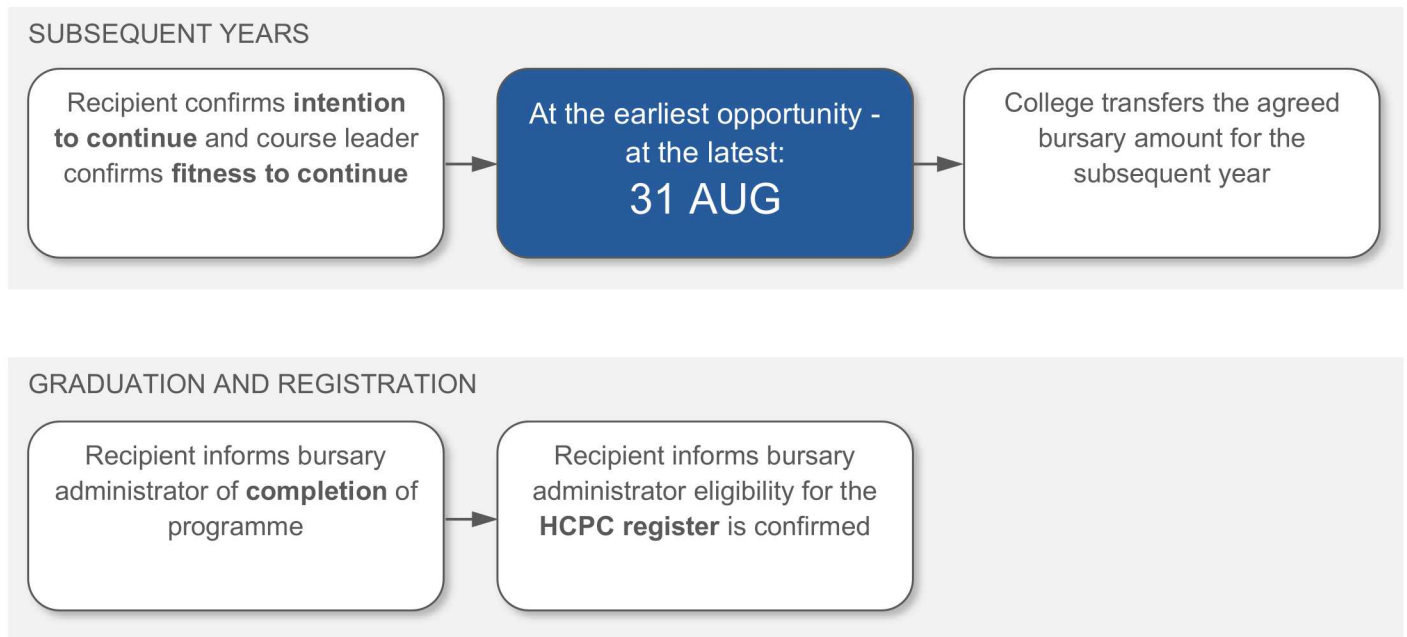 SUBSEQUENT YEARS
Recipient confirms intention
to continue and course leader
confirms fitness to continue
At the earliest opportunity -
at the latest:
31 AUG
College transfers the agreed
bursary amount for the
subsequent year
GRADUATION AND REGISTRATION
Recipient informs bursary
administrator of completion of
programme
Recipient informs bursary
administrator eligibility for the
HCPC register is confirmed